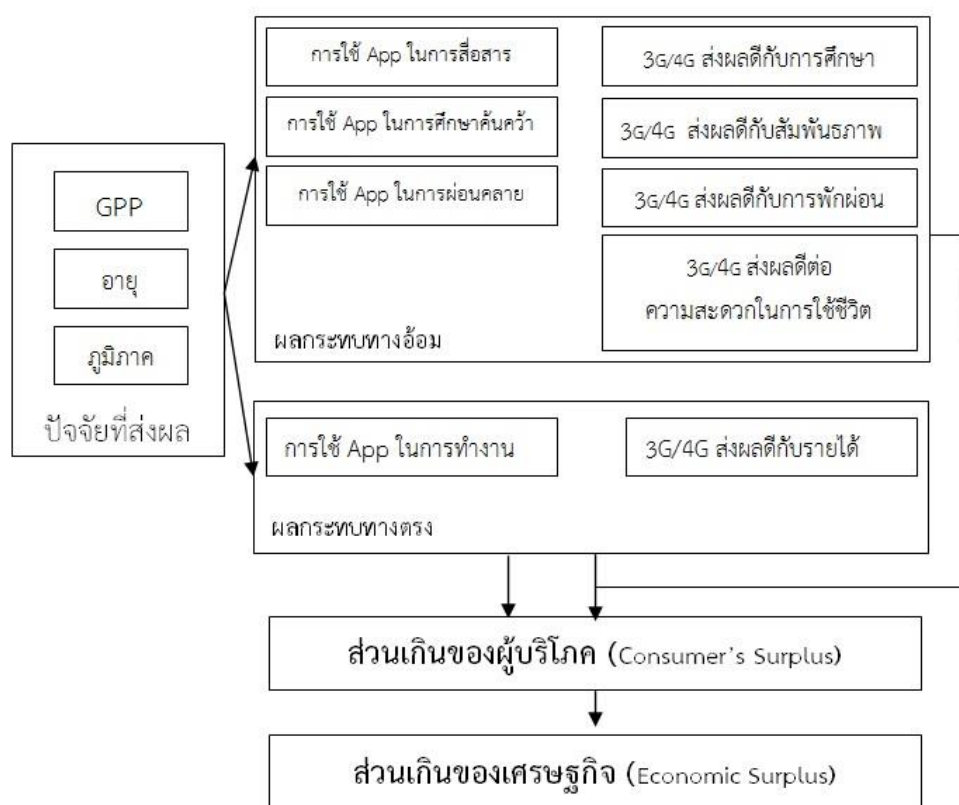 การใช้ App ในการสื่อสาร
3G/4G ส่งผลดีกับการศึกษา
การใช้ App ในการศึกษาค้นคว้า
3G/4G ส่งผลดีกับสัมพันธภาพ
การใช้ App ในการผ่อนคลาย
3G/4G ส่งผลดีกับการพักผ่อน
3G/4G ส่งผลดีต่อ
ความสะดวกในการใช้ชีวิต
ผลกระทบทางอ้อม
GPP
อายุ
ภูมิภาค
ปัจจัยที่ส่งผล
การใช้ App ในการทำงาน
3G/4G ส่งผลดีกับรายได้
ผลกระทบทางตรง
ส่วนเกินของผู้บริโภค (Consumer's Surplus)
ส่วนเกินของเศรษฐกิจ (Economic Surplus)